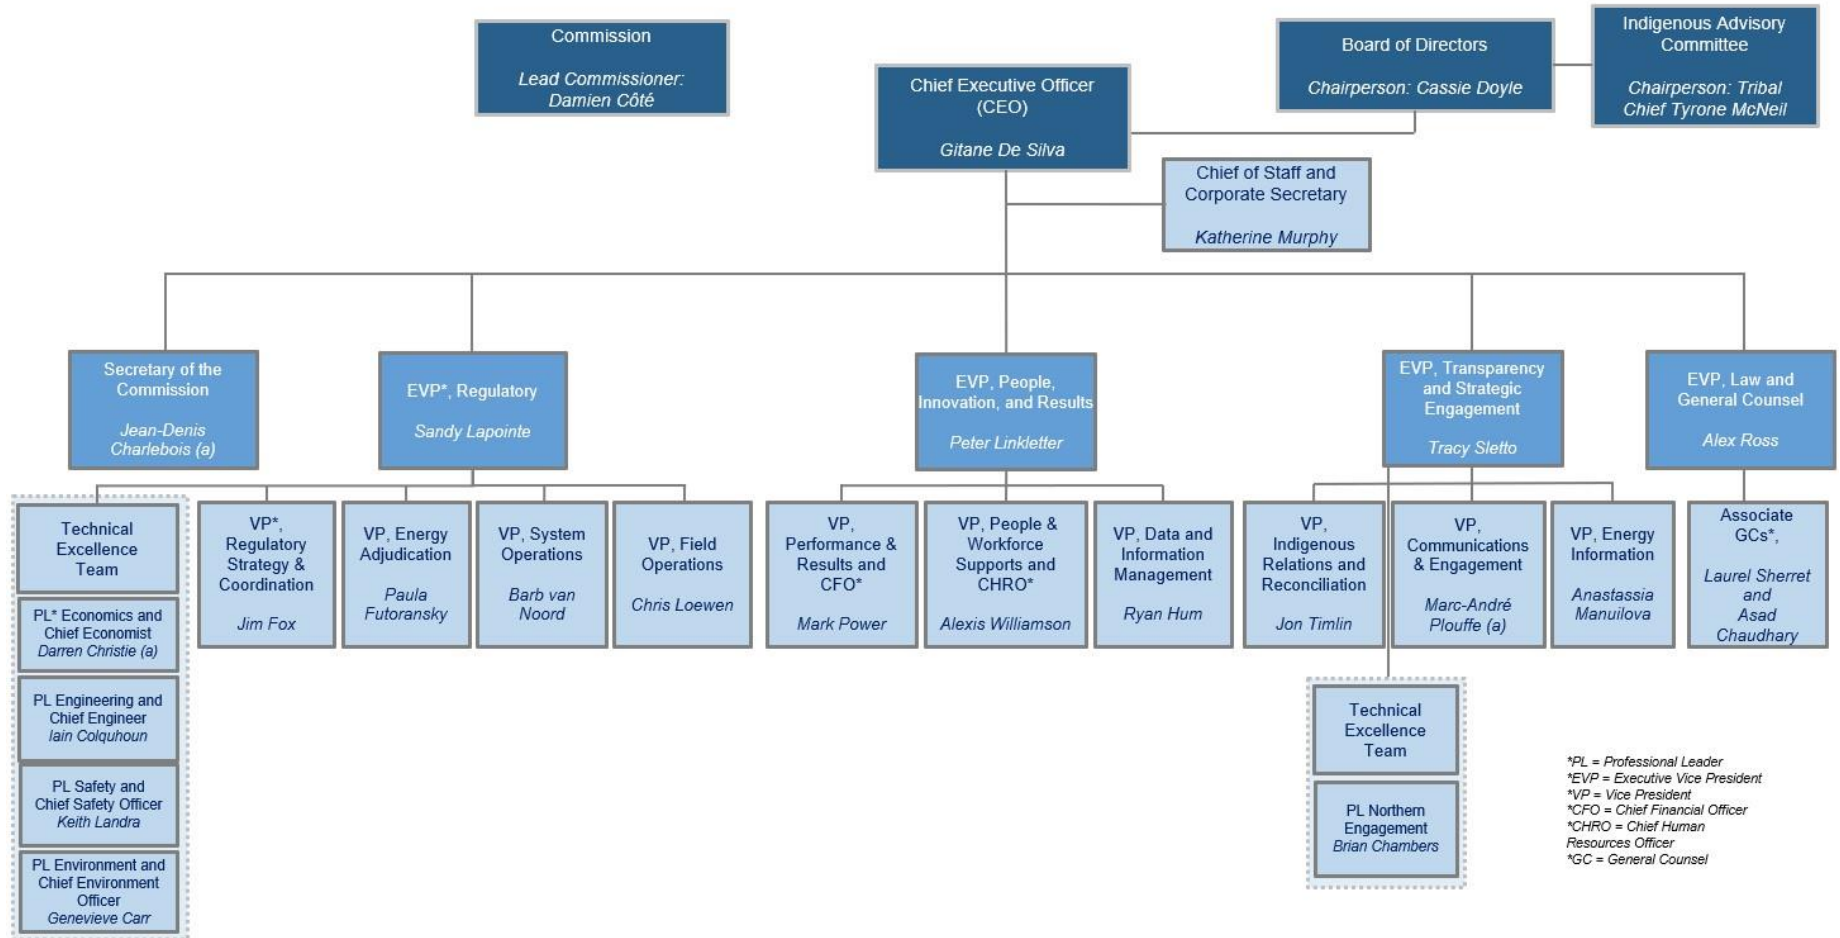 Commission
Lead Commissioner:
Damien Côté
Chief Executive Officer
(CEO)
Gitane De Silva
Board of Directors
Chairperson: Cassie Doyle
Indigenous Advisory
Committee
Chairperson: Tribal
Chief Tyrone McNeil
Chief of Staff and
Corporate Secretary
Katherine Murphy
Secretary of the
Commission
Jean-Denis
Charlebois (a)
EVP*, Regulatory
Sandy Lapointe
EVP, People,
Innovation, and Results
Peter Linkletter
EVP, Transparency
and Strategic
Engagement
Tracy Sletto
EVP, Law and
General Counsel
Alex Ross
Technical
Excellence
Team
PL* Economics and
Chief Economist
Darren Christie (a)
PL Engineering and
Chief Engineer
Iain Colquhoun
PL Safety and
Chief Safety Officer
Keith Landra
PL Environment and
Chief Environment
Officer
Genevieve Carr
VP*,
Regulatory
Strategy &
Coordination
Jim Fox
VP, Energy
Adjudication
Paula
Futoransky
VP, System
Operations
Barb van
Noord
VP, Field
Operations
Chris Loewen
VP,
Performance &
Results and
CFO*
Mark Power
VP, People &
Workforce
Supports and
CHRO*
Alexis Williamson
VP, Data and
Information
Management
Ryan Hum
VP,
Indigenous
Relations and
Reconciliation
Jon Timlin
VP,
Communications
& Engagement
Marc-André
Plouffe (a)
VP, Energy
Information
Anastassia
Manuilova
Associate
GCs*,
Laurel Sherret
and
Asad
Chaudhary
Technical
Excellence
Team
PL Northern
Engagement
Brian Chambers
*PL = Professional Leader
*EVP = Executive Vice President
*VP = Vice President
*CFO = Chief Financial Officer
*CHRO = Chief Human
Resources Officer
*GC = General Counsel